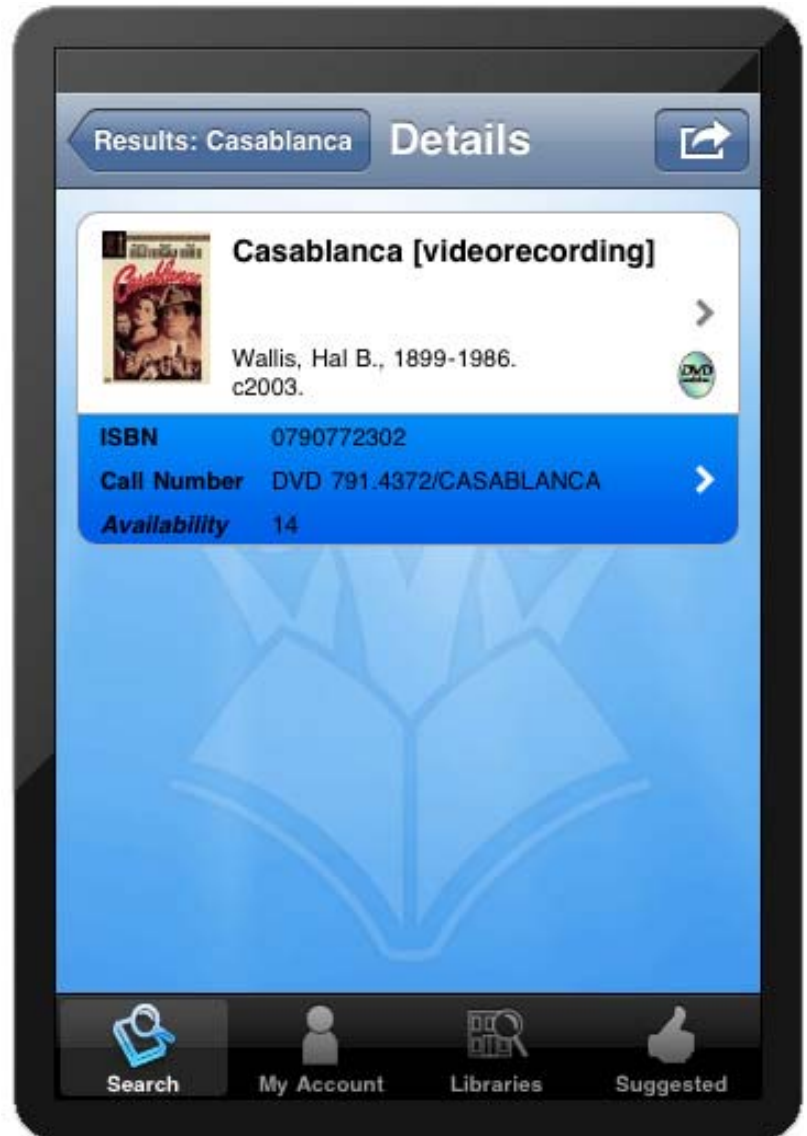 Results: Casablanca Details
Casablanca [videorecording]
Casablanca
Wallis, Hal B., 1899-1986.
c2003.
DVD
ISBN 0790772302
Call Number DVD 791.4372/CASABLANCA
Availability 14
Search My Account Libraries Suggested